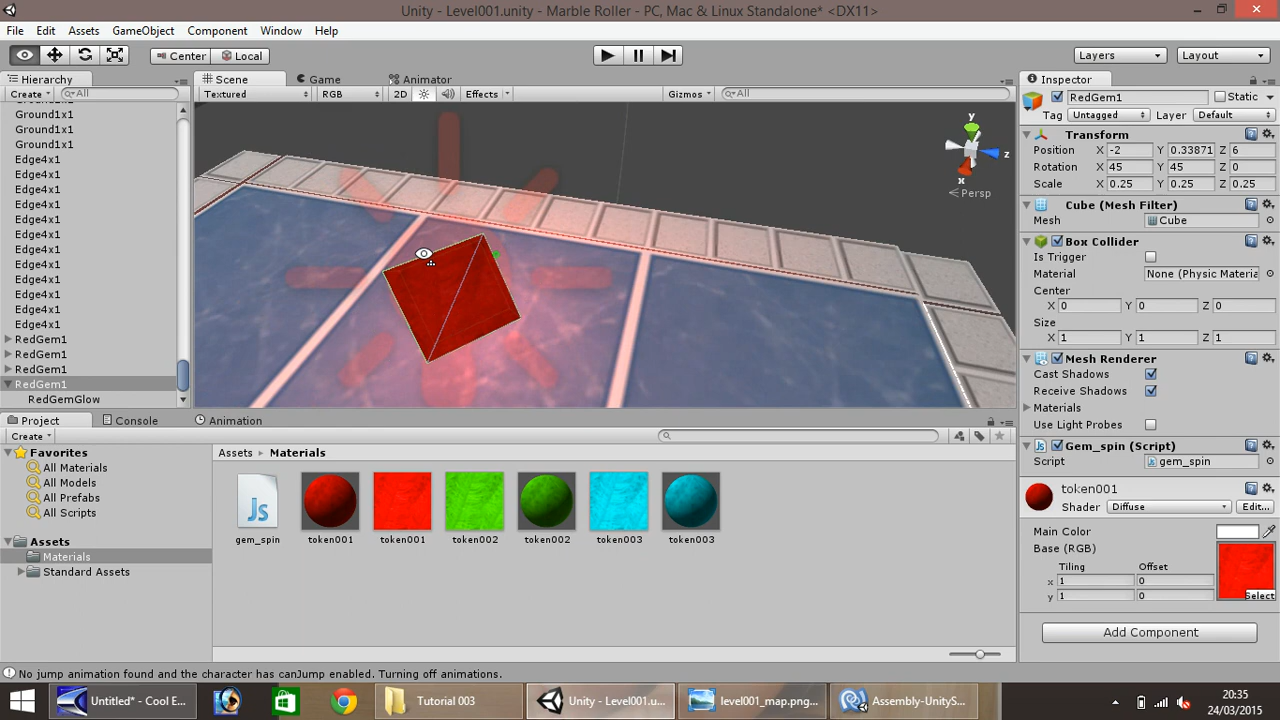 Unity - Level001.unity - Marble Roller - PC, Mac & Linux Standalone* <DX11>
File Edit Assets GameObject Component Window Help
Center Local Layers Layout
Hierarchy
Create All
Ground1x1
Ground1x1
Ground1x1
Edge4x1
Edge4x1
Edge4x1
Edge4x1
Edge4x1
Edge4x1
Edge4x1
Edge4x1
Edge4x1
Edge4x1
Edge4x1
Edge4x1
RedGem1
RedGem1
RedGem1
RedGem1
RedGemGlow
Scene Game Animator
Textured RGB 2D Effects Gizmos All
y
z
x
Persp
Inspector
RedGem1 Static
Tag Untagged Layer Default
Transform
Position X -2 Y 0.33871 Z 6
Rotation X 45 Y 45 Z 0
Scale X 0.25 Y 0.25 Z 0.25
Cube (Mesh Filter)
Mesh Cube
Box Collider
Is Trigger
Material None (Physic Materia
Center
X 0 Y 0 Z 0
Size
X 1 Y 1 Z 1
Mesh Renderer
Cast Shadows
Receive Shadows
Materials
Use Light Probes
Gem_spin (Script)
Script gem_spin
token001
Shader Diffuse Edit...
Main Color
Base (RGB)
Tiling Offset
x 1 0
y 1 0
Select
Add Component
Project Console Animation
Create
Favorites
All Materials
All Models
All Prefabs
All Scripts
Assets
Materials
Standard Assets
Assets ▸ Materials
Js
gem_spin token001 token001 token002 token002 token003 token003
No jump animation found and the character has canJump enabled. Turning off animations.
Untitled* - Cool E... Tutorial 003 Unity - Level001.u... level001_map.png... Assembly-UnityS...
20:35
24/03/2015